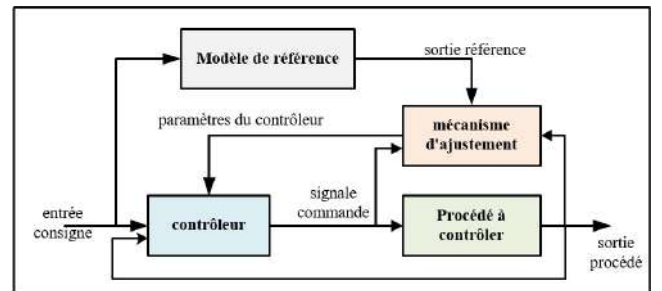 Modèle de référence
sortie référence
paramètres du contrôleur
mécanisme
d'ajustement
signale
commande
entrée
consigne
contrôleur
Procédé à
contrôler
sortie
procédé